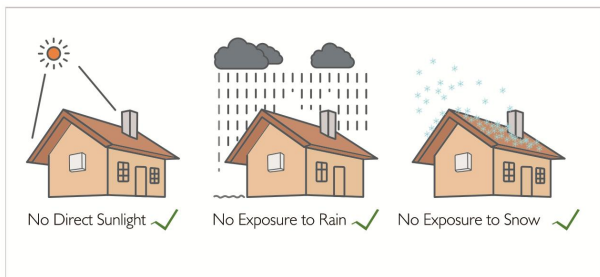 No Direct Sunlight
No Exposure to Rain
No Exposure to Snow